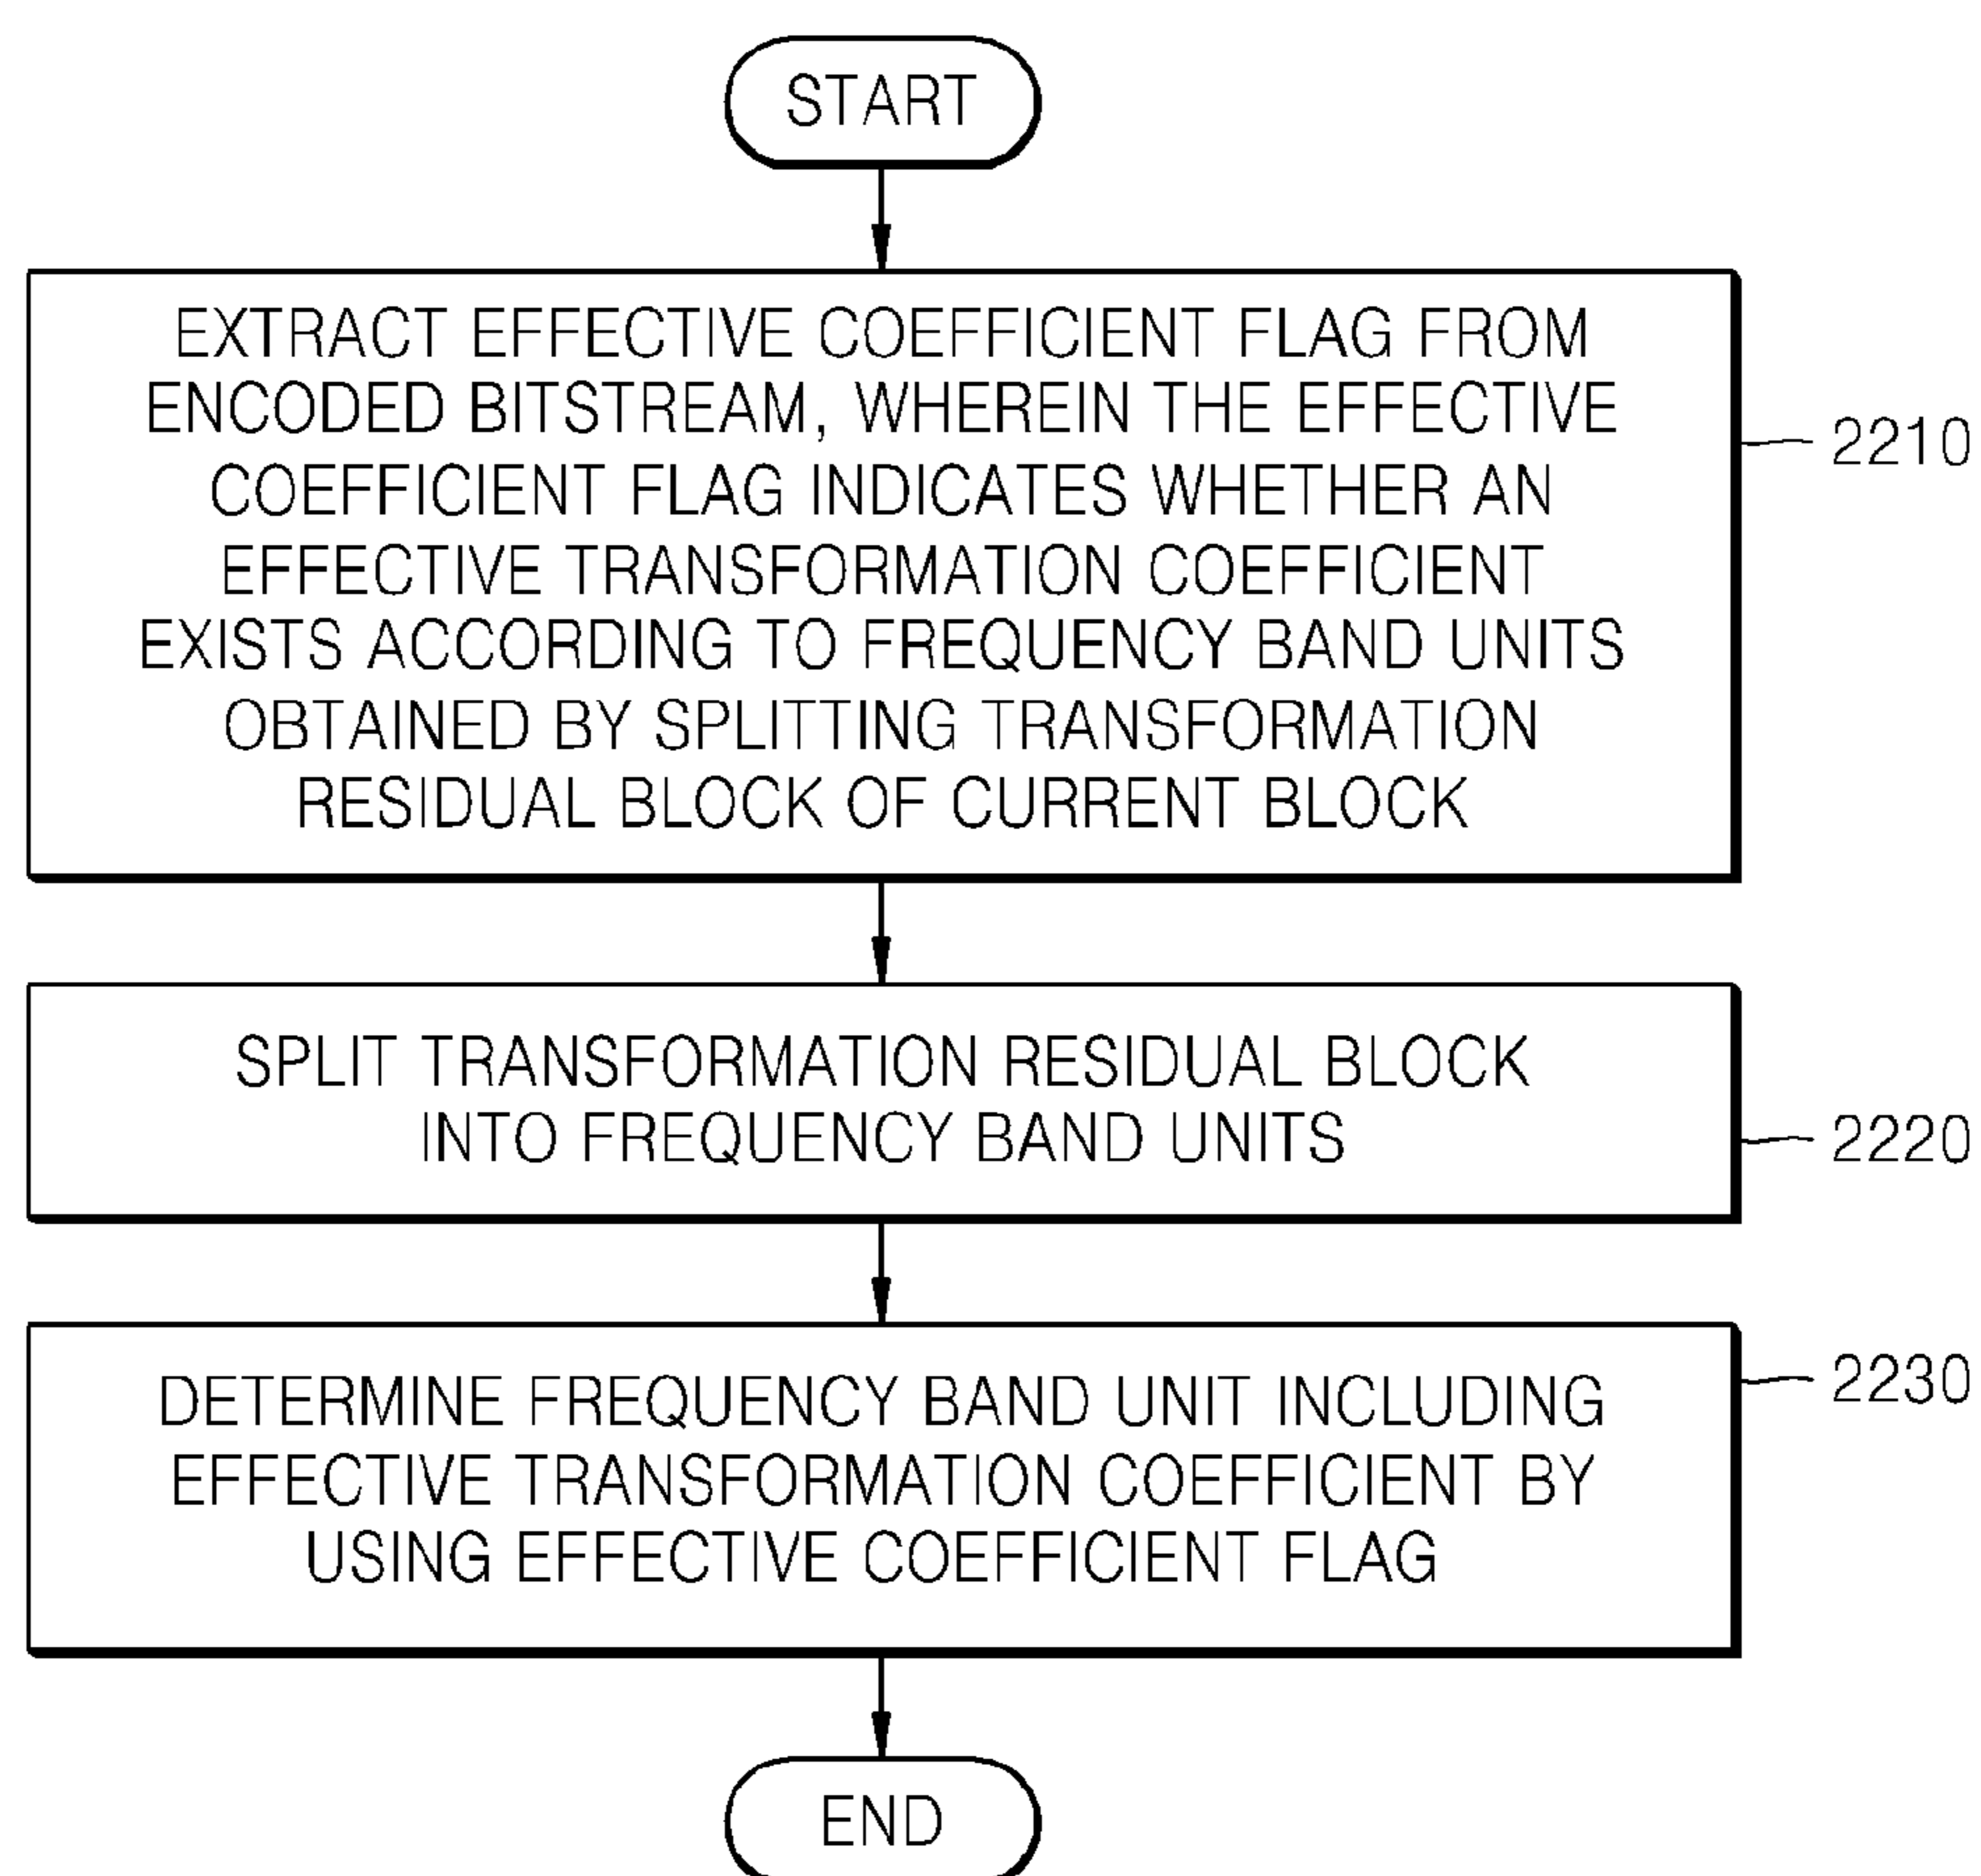 START
EXTRACT EFFECTIVE COEFFICIENT FLAG FROM
ENCODED BITSTREAM, WHEREIN THE EFFECTIVE
COEFFICIENT FLAG INDICATES WHETHER AN
EFFECTIVE TRANSFORMATION COEFFICIENT
EXISTS ACCORDING TO FREQUENCY BAND UNITS
OBTAINED BY SPLITTING TRANSFORMATION
RESIDUAL BLOCK OF CURRENT BLOCK
2210
SPLIT TRANSFORMATION RESIDUAL BLOCK
INTO FREQUENCY BAND UNITS
2220
DETERMINE FREQUENCY BAND UNIT INCLUDING
EFFECTIVE TRANSFORMATION COEFFICIENT BY
USING EFFECTIVE COEFFICIENT FLAG
2230
END